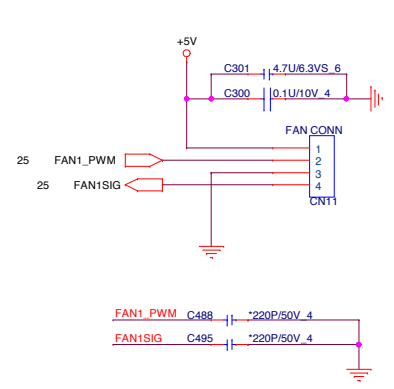 +5V
C301 4.7U/6.3VS_6
C300 0.1U/10V_4
FAN CONN
1
25 FAN1_PWM 2
3
25 FAN1SIG 4
CN11
FAN1_PWM C488 *220P/50V_4
FAN1SIG C495 *220P/50V_4